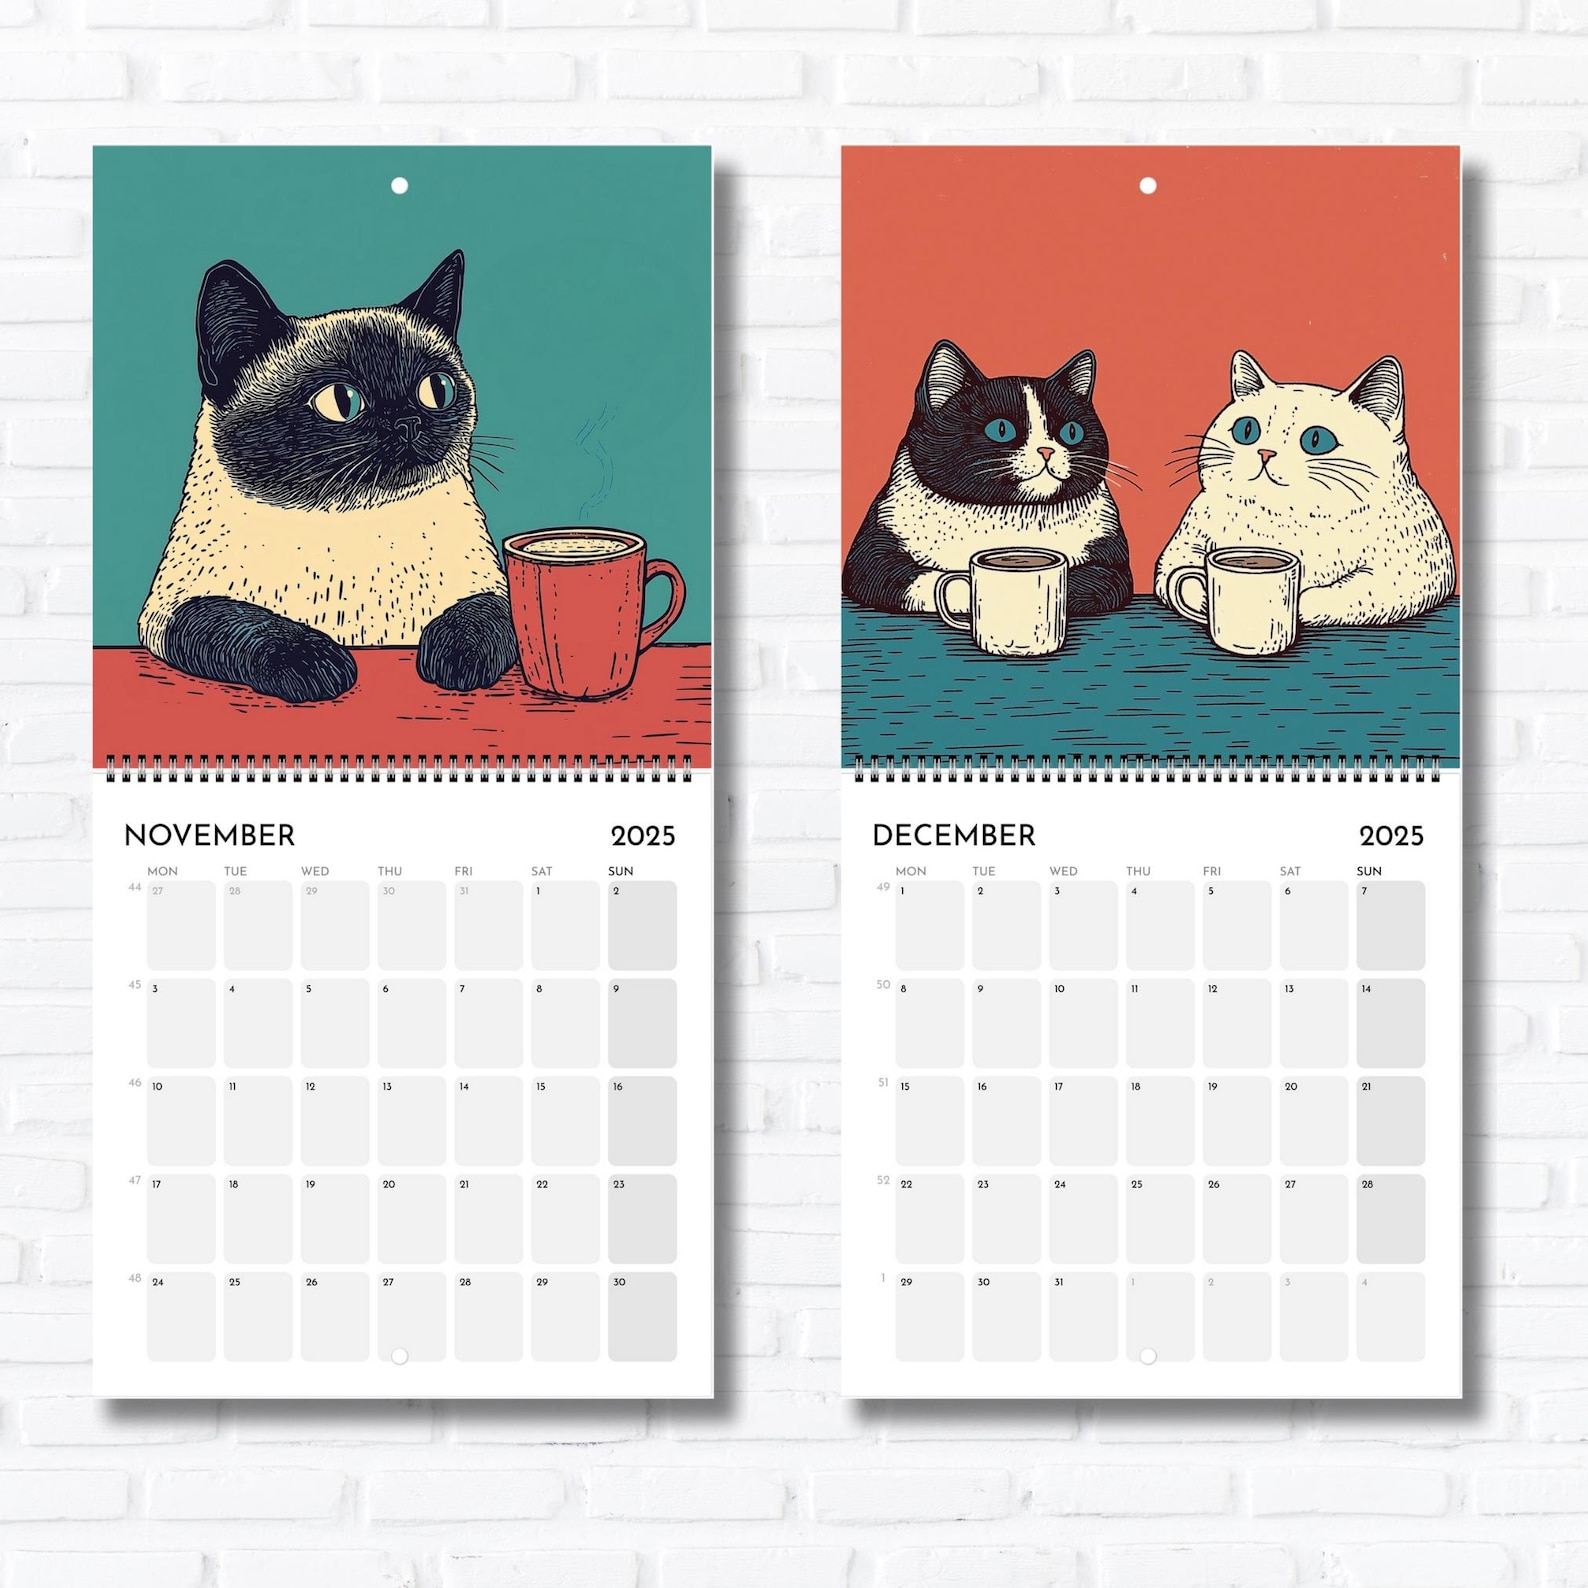 NOVEMBER 2025
MON TUE WED THU FRI SAT SUN
44 27 28 29 30 31 1 2
45 3 4 5 6 7 8 9
46 10 11 12 13 14 15 16
47 17 18 19 20 21 22 23
48 24 25 26 27 28 29 30
DECEMBER 2025
MON TUE WED THU FRI SAT SUN
49 1 2 3 4 5 6 7
50 8 9 10 11 12 13 14
51 15 16 17 18 19 20 21
52 22 23 24 25 26 27 28
1 29 30 31 1 2 3 4